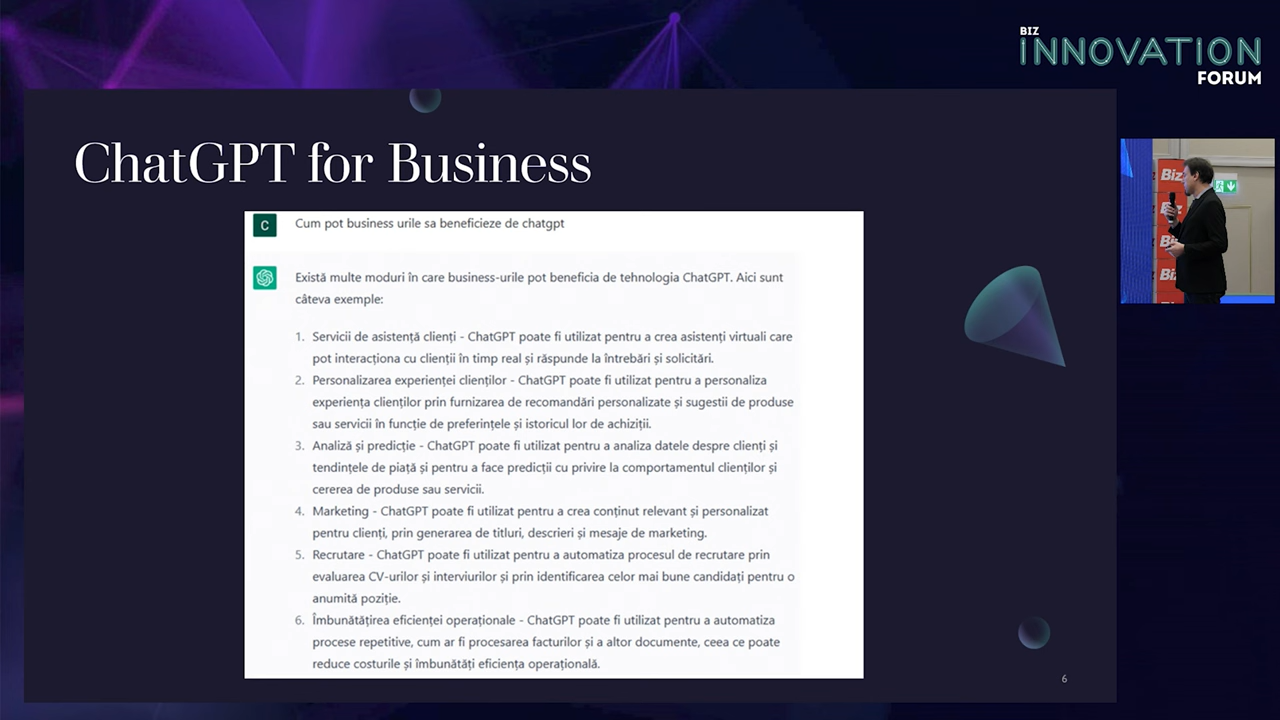 BIZ
INNOVATION
FORUM
ChatGPT for Business
C
Cum pot business urile sa beneficieze de chatgpt
Există multe moduri în care business-urile pot beneficia de tehnologia ChatGPT. Aici sunt
câteva exemple:
1. Servicii de asistență clienți - ChatGPT poate fi utilizat pentru a crea asistenți virtuali care
pot interacționa cu clienții în timp real și răspunde la întrebări și solicitări.
2. Personalizarea experienței clienților - ChatGPT poate fi utilizat pentru a personaliza
experiența clienților prin furnizarea de recomandări personalizate și sugestii de produse
sau servicii în funcție de preferințele și istoricul lor de achiziții.
3. Analiză și predicție - ChatGPT poate fi utilizat pentru a analiza datele despre clienți și
tendințele de piață și pentru a face predicții cu privire la comportamentul clienților și
cererea de produse sau servicii.
4. Marketing - ChatGPT poate fi utilizat pentru a crea conținut relevant și personalizat
pentru clienți, prin generarea de titluri, descrieri și mesaje de marketing.
5. Recrutare - ChatGPT poate fi utilizat pentru a automatiza procesul de recrutare prin
evaluarea CV-urilor și interviurilor și prin identificarea celor mai bune candidați pentru o
anumită poziție.
6. Îmbunătățirea eficienței operaționale - ChatGPT poate fi utilizat pentru a automatiza
procese repetitive, cum ar fi procesarea facturilor și a altor documente, ceea ce poate
reduce costurile și îmbunătăți eficiența operațională.
6
Biz